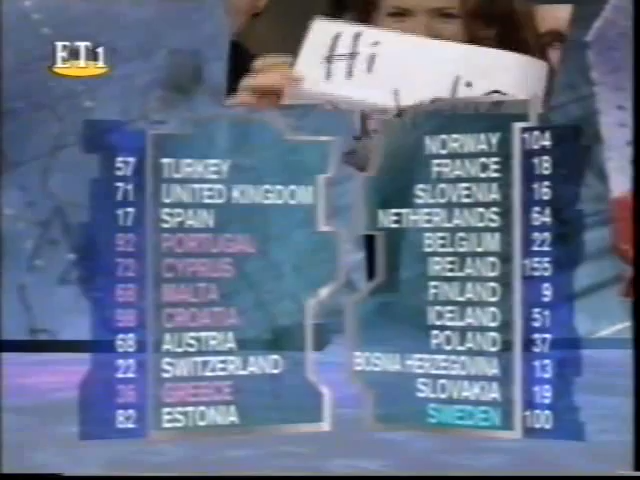 ET1
Hi
57 TURKEY
71 UNITED KINGDOM
17 SPAIN
92 PORTUGAL
72 CYPRUS
68 MALTA
98 CROATIA
68 AUSTRIA
22 SWITZERLAND
36 GREECE
82 ESTONIA
NORWAY 104
FRANCE 18
SLOVENIA 16
NETHERLANDS 64
BELGIUM 22
IRELAND 155
FINLAND 9
ICELAND 51
POLAND 37
BOSNIA HERZEGOVINA 13
SLOVAKIA 19
SWEDEN 100